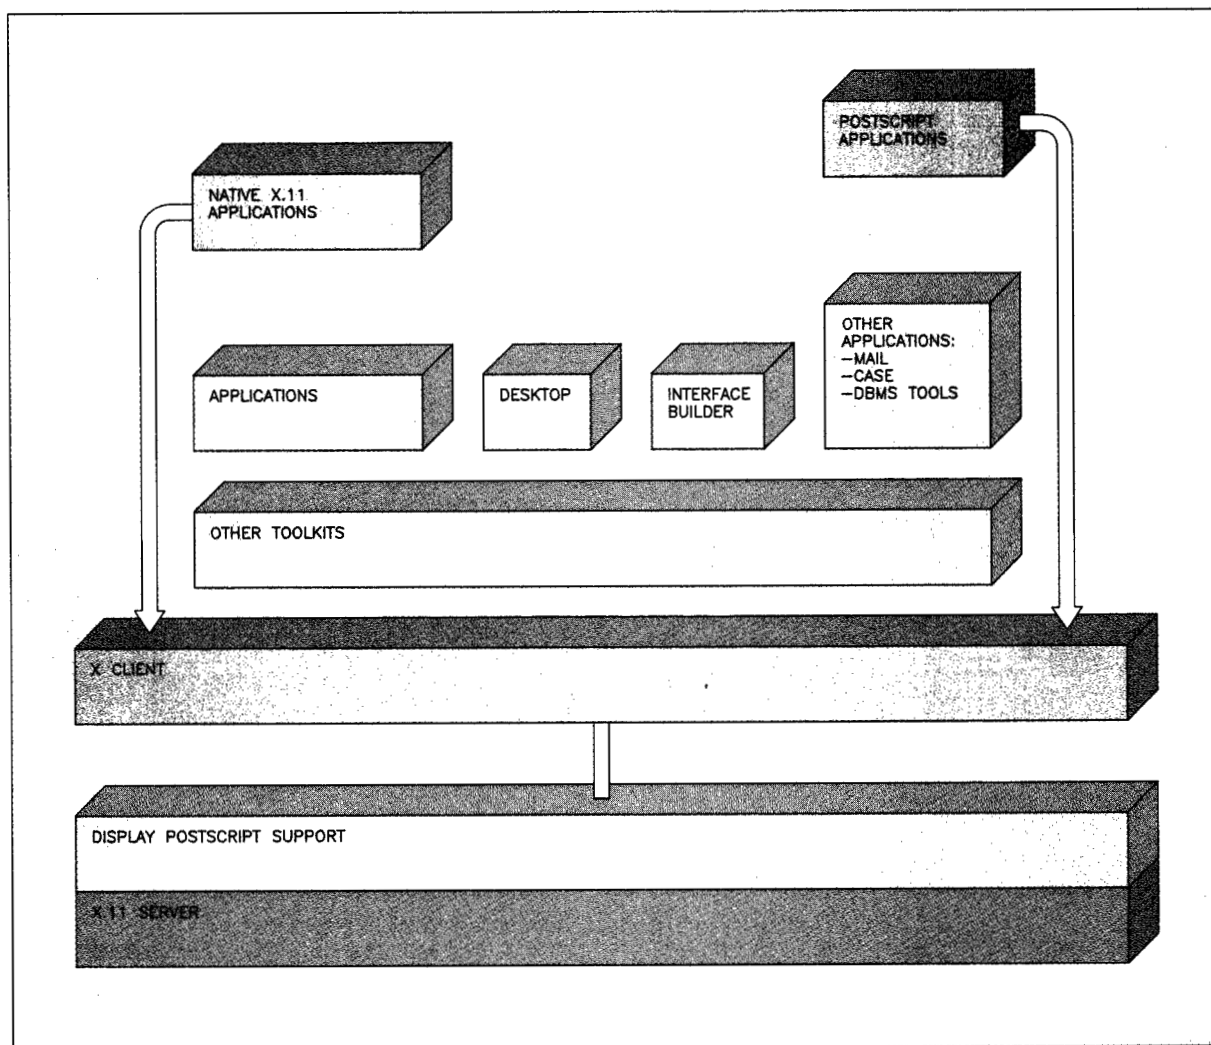 POSTSCRIPT
APPLICATIONS
NATIVE X.11
APPLICATIONS
OTHER
APPLICATIONS:
-MAIL
-CASE
-DBMS TOOLS
APPLICATIONS
DESKTOP
INTERFACE
BUILDER
OTHER TOOLKITS
X CLIENT
DISPLAY POSTSCRIPT SUPPORT
X.11 SERVER